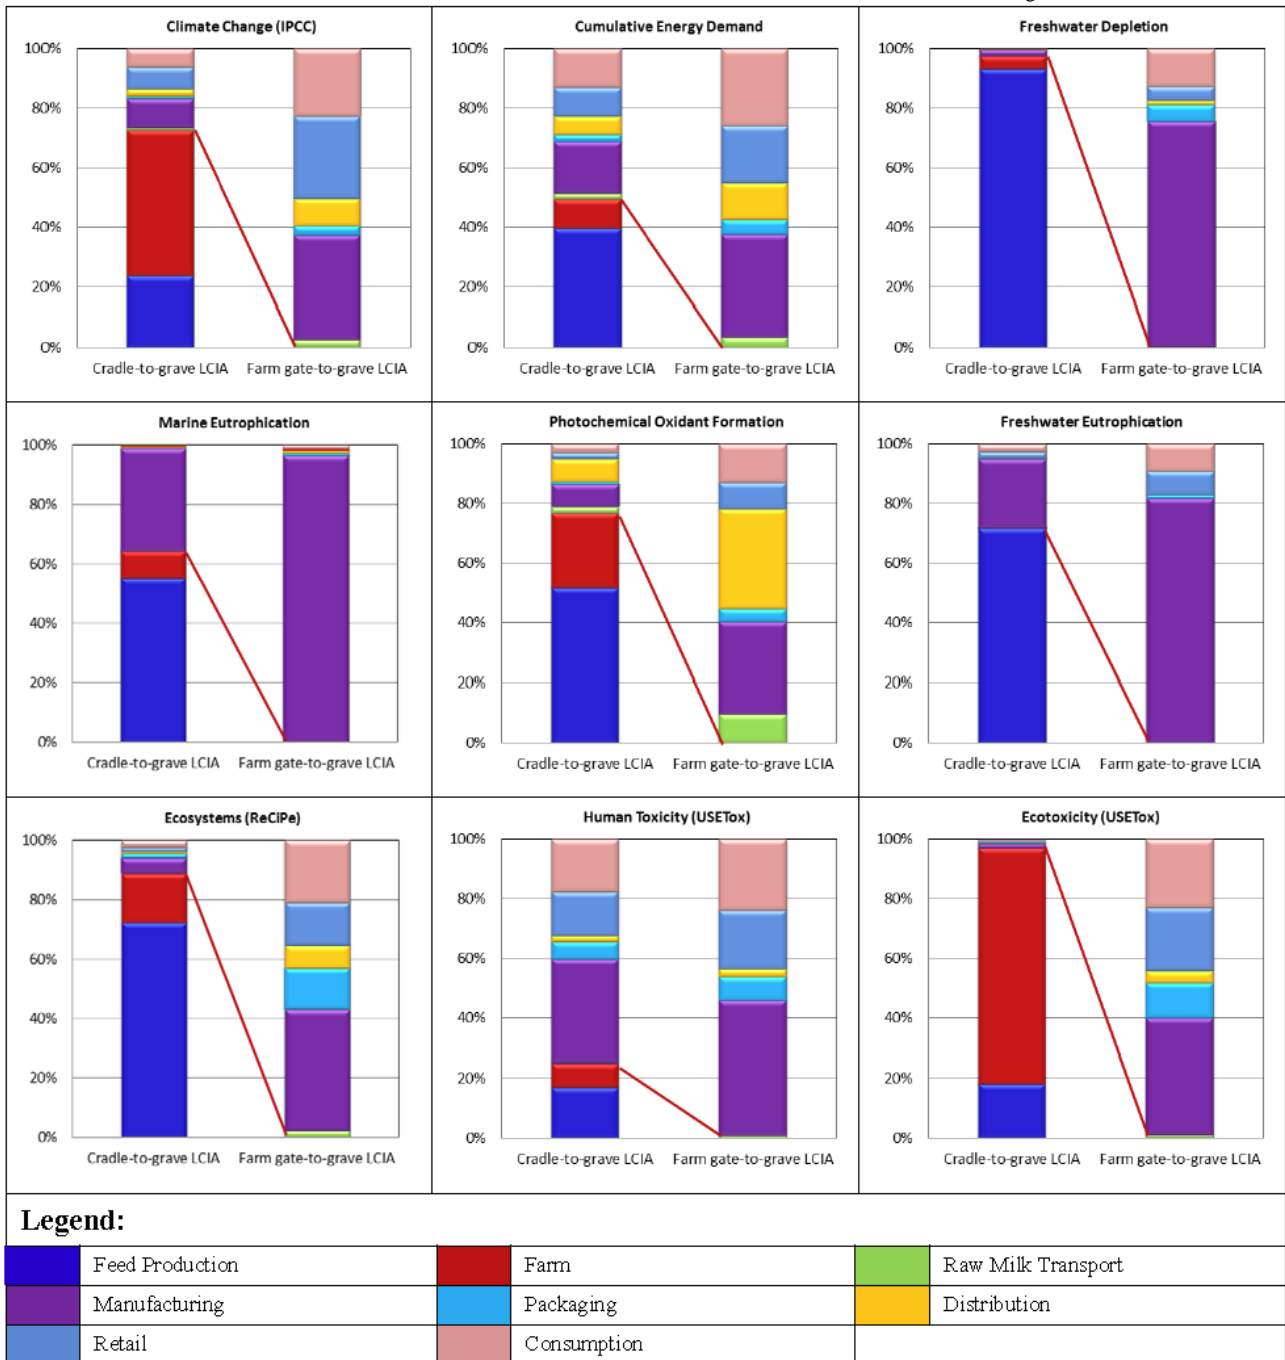 Climate Change (IPCC)
100%
80%
60%
40%
20%
0%
Cradle-to-grave LCIA Farm gate-to-grave LCIA
Cumulative Energy Demand
100%
80%
60%
40%
20%
0%
Cradle-to-grave LCIA Farm gate-to-grave LCIA
Freshwater Depletion
100%
80%
60%
40%
20%
0%
Cradle-to-grave LCIA Farm gate-to-grave LCIA
Marine Eutrophication
100%
80%
60%
40%
20%
0%
Cradle-to-grave LCIA Farm gate-to-grave LCIA
Photochemical Oxidant Formation
100%
80%
60%
40%
20%
0%
Cradle-to-grave LCIA Farm gate-to-grave LCIA
Freshwater Eutrophication
100%
80%
60%
40%
20%
0%
Cradle-to-grave LCIA Farm gate-to-grave LCIA
Ecosystems (ReCiPe)
100%
80%
60%
40%
20%
0%
Cradle-to-grave LCIA Farm gate-to-grave LCIA
Human Toxicity (USETox)
100%
80%
60%
40%
20%
0%
Cradle-to-grave LCIA Farm gate-to-grave LCIA
Ecotoxicity (USETox)
100%
80%
60%
40%
20%
0%
Cradle-to-grave LCIA Farm gate-to-grave LCIA
Legend:
Feed Production Farm Raw Milk Transport
Manufacturing Packaging Distribution
Retail Consumption